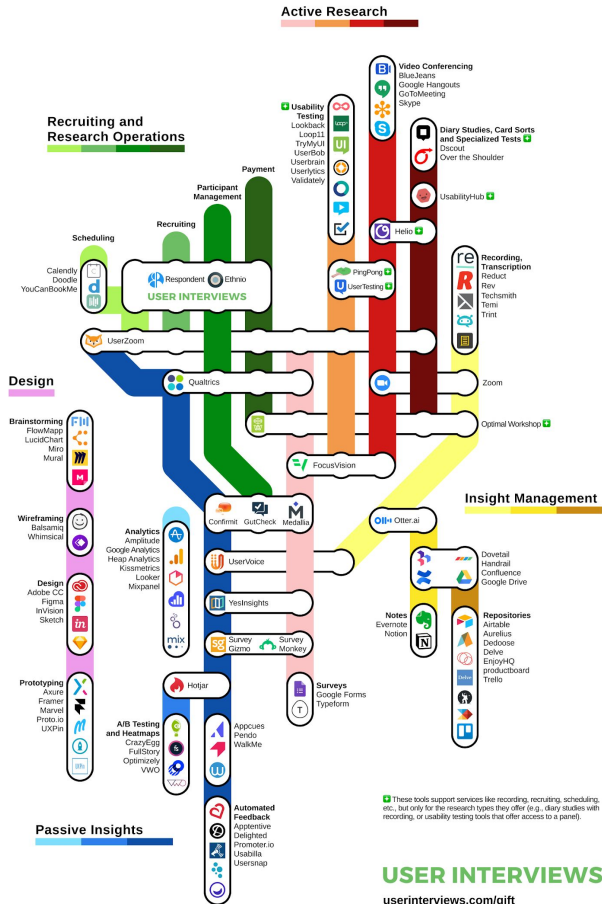 Active Research
Video Conferencing
BlueJeans
Google Hangouts
GoToMeeting
Skype
Usability
Testing
Lookback
Loop11
TryMyUI
UserBob
Userbrain
Userlytics
Validately
Diary Studies, Card Sorts
and Specialized Tests
Dscout
Over the Shoulder
UsabilityHub
Helio
Recruiting and
Research Operations
Payment
Participant
Management
Recruiting
Scheduling
Calendly
Doodle
YouCanBookMe
Respondent
Ethnio
USER INTERVIEWS
PingPong
UserTesting
re
Recording,
Transcription
Reduct
Rev
Techsmith
Temi
Trint
UserZoom
Qualtrics
Zoom
Optimal Workshop
FocusVision
Design
Brainstorming
FlowMapp
LucidChart
Miro
Mural
Wireframing
Balsamiq
Whimsical
Design
Adobe CC
Figma
InVision
Sketch
in
Prototyping
Axure
Framer
Marvel
Proto.io
UXPin
Confirmit
GutCheck
Medallia
Analytics
Amplitude
Google Analytics
Heap Analytics
Kissmetrics
Looker
Mixpanel
mix
UserVoice
YesInsights
sg
Survey
Gizmo
Survey
Monkey
Hotjar
Surveys
Google Forms
Typeform
T
A/B Testing
and Heatmaps
CrazyEgg
FullStory
Optimizely
VWO
Appcues
Pendo
WalkMe
Automated
Feedback
Apptentive
Delighted
Promoter.io
Usabilla
Usersnap
Passive Insights
Insight Management
Otter.ai
Dovetail
Handrail
Confluence
Google Drive
Notes
Evernote
Notion
Repositories
Airtable
Aurelius
Dedoose
Delve
EnjoyHQ
productboard
Trello
Delve
These tools support services like recording, recruiting, scheduling,
etc., but only for the research types they offer (e.g., diary studies with
recording, or usability testing tools that offer access to a panel).
USER INTERVIEWS
userinterviews.com/gift